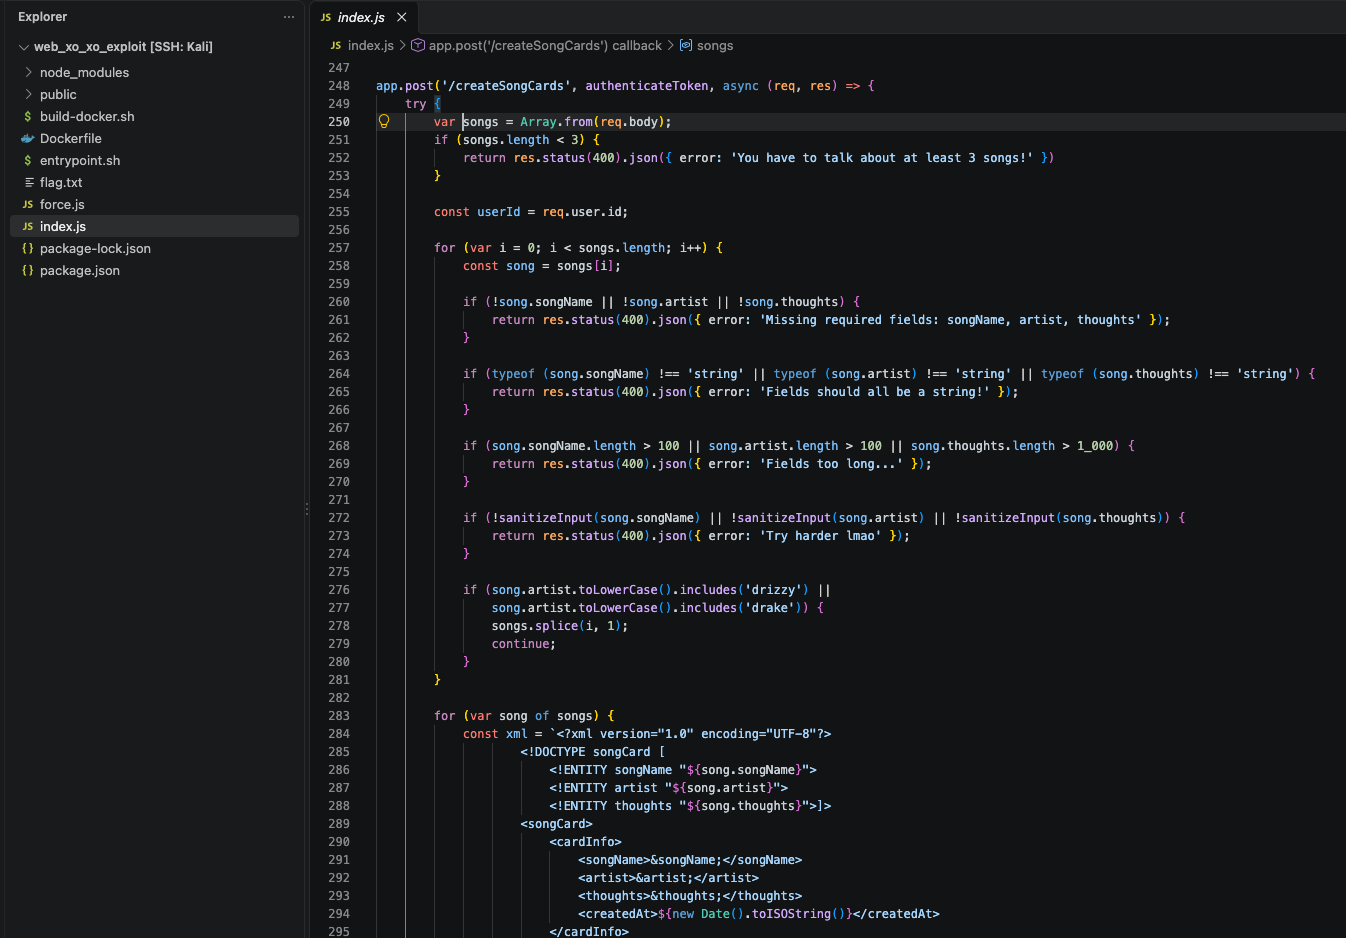 Explorer
web_xo_xo_exploit [SSH: Kali]
node_modules
public
$ build-docker.sh
Dockerfile
$ entrypoint.sh
flag.txt
JS force.js
JS index.js
{} package-lock.json
{} package.json
JS index.js
JS index.js > app.post('/createSongCards') callback > songs
247
248 app.post('/createSongCards', authenticateToken, async (req, res) => {
249     try {
250         var songs = Array.from(req.body);
251         if (songs.length < 3) {
252             return res.status(400).json({ error: 'You have to talk about at least 3 songs!' })
253         }
254
255         const userId = req.user.id;
256
257         for (var i = 0; i < songs.length; i++) {
258             const song = songs[i];
259
260             if (!song.songName || !song.artist || !song.thoughts) {
261                 return res.status(400).json({ error: 'Missing required fields: songName, artist, thoughts' });
262             }
263
264             if (typeof (song.songName) !== 'string' || typeof (song.artist) !== 'string' || typeof (song.thoughts) !== 'string') {
265                 return res.status(400).json({ error: 'Fields should all be a string!' });
266             }
267
268             if (song.songName.length > 100 || song.artist.length > 100 || song.thoughts.length > 1_000) {
269                 return res.status(400).json({ error: 'Fields too long...' });
270             }
271
272             if (!sanitizeInput(song.songName) || !sanitizeInput(song.artist) || !sanitizeInput(song.thoughts)) {
273                 return res.status(400).json({ error: 'Try harder lmao' });
274             }
275
276             if (song.artist.toLowerCase().includes('drizzy') ||
277                 song.artist.toLowerCase().includes('drake')) {
278                 songs.splice(i, 1);
279                 continue;
280             }
281         }
282
283         for (var song of songs) {
284             const xml = `<?xml version="1.0" encoding="UTF-8"?>
285                     <!DOCTYPE songCard [
286                         <!ENTITY songName "${song.songName}">
287                         <!ENTITY artist "${song.artist}">
288                         <!ENTITY thoughts "${song.thoughts}">]>
289                     <songCard>
290                         <cardInfo>
291                             <songName>&songName;</songName>
292                             <artist>&artist;</artist>
293                             <thoughts>&thoughts;</thoughts>
294                             <createdAt>${new Date().toISOString()}</createdAt>
295                         </cardInfo>